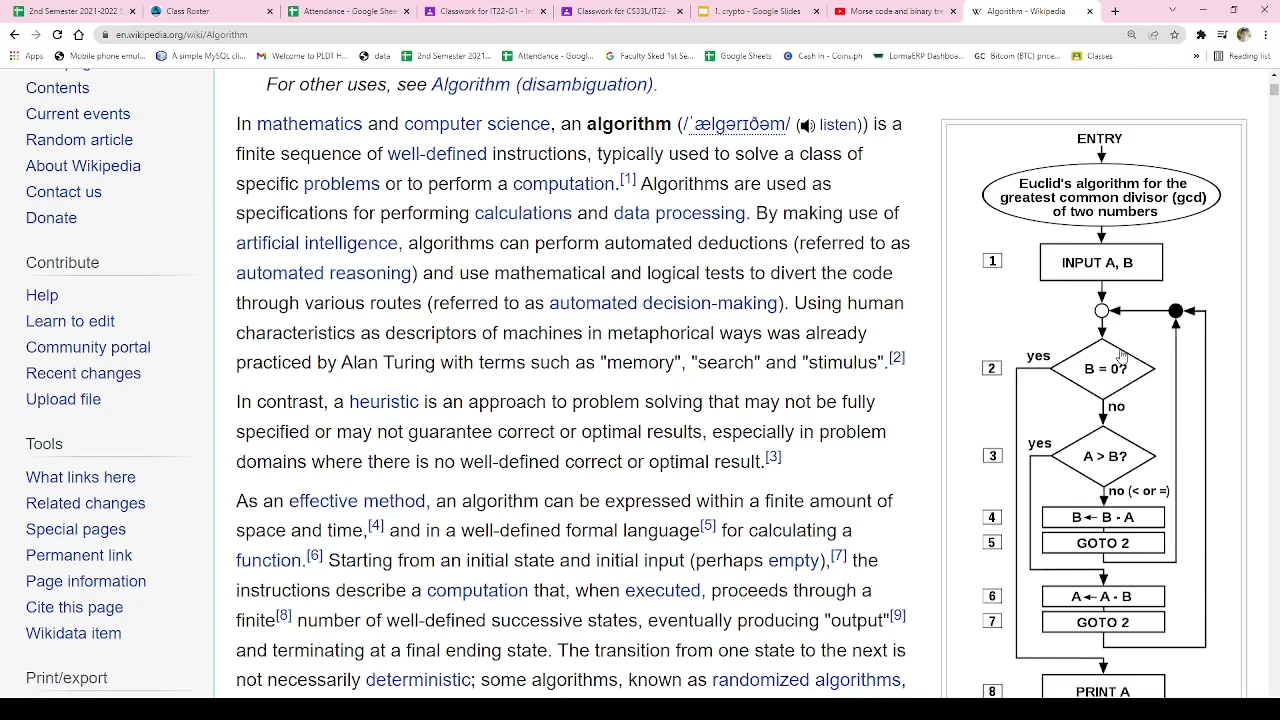 2nd Semester 2021-2022 S
Class Roster
Attendance - Google Shee
Classwork for IT22-G1 - Int
Classwork for CS33L/IT22-
1. crypto - Google Slides
Morse code and binary tre
Algorithm - Wikipedia
en.wikipedia.org/wiki/Algorithm
Apps
phpMyAdmin
A simple MySQL cli...
Welcome to PLDT H...
data
2nd Semester 2021...
Attendance - Googl...
Faculty Sked 1st Se...
Google Sheets
Cash In - Coins.ph
LormaERP Dashboa...
Bitcoin (BTC) price...
Classes
»
Reading list
Contents
Current events
Random article
About Wikipedia
Contact us
Donate
Contribute
Help
Learn to edit
Community portal
Recent changes
Upload file
Tools
What links here
Related changes
Special pages
Permanent link
Page information
Cite this page
Wikidata item
Print/export
For other uses, see Algorithm (disambiguation).
In mathematics and computer science, an algorithm (/ˈælɡərɪðəm/ (listen)) is a
finite sequence of well-defined instructions, typically used to solve a class of
specific problems or to perform a computation.[1] Algorithms are used as
specifications for performing calculations and data processing. By making use of
artificial intelligence, algorithms can perform automated deductions (referred to as
automated reasoning) and use mathematical and logical tests to divert the code
through various routes (referred to as automated decision-making). Using human
characteristics as descriptors of machines in metaphorical ways was already
practiced by Alan Turing with terms such as "memory", "search" and "stimulus".[2]
In contrast, a heuristic is an approach to problem solving that may not be fully
specified or may not guarantee correct or optimal results, especially in problem
domains where there is no well-defined correct or optimal result.[3]
As an effective method, an algorithm can be expressed within a finite amount of
space and time,[4] and in a well-defined formal language[5] for calculating a
function.[6] Starting from an initial state and initial input (perhaps empty),[7] the
instructions describe a computation that, when executed, proceeds through a
finite[8] number of well-defined successive states, eventually producing "output"[9]
and terminating at a final ending state. The transition from one state to the next is
not necessarily deterministic; some algorithms, known as randomized algorithms,
ENTRY
Euclid's algorithm for the
greatest common divisor (gcd)
of two numbers
1
INPUT A, B
yes
2
B = 0?
no
yes
3
A > B?
no (< or =)
4
B← B - A
5
GOTO 2
6
A← A - B
7
GOTO 2
8
PRINT A